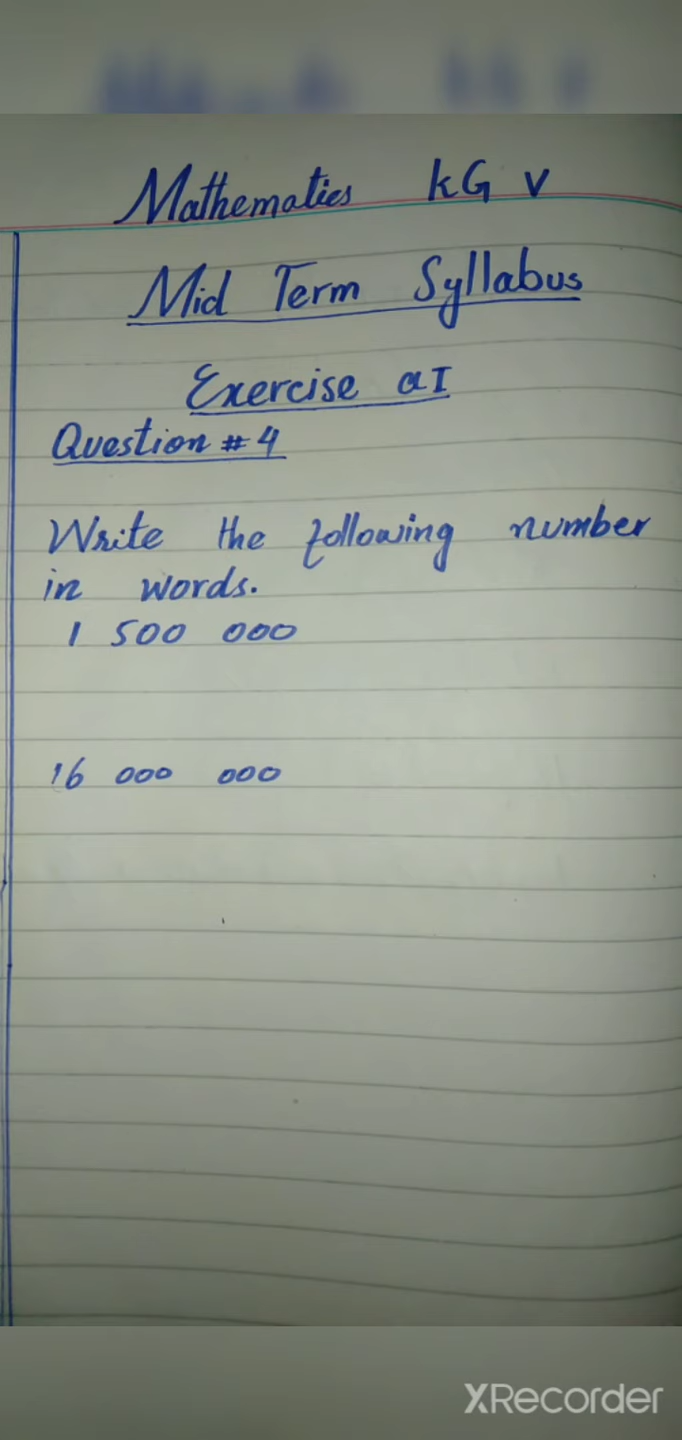 Mathematics KG V
Mid Term Syllabus
Exercise aI
Question # 4
Write the following number
in words.
1 500 000
16 000 000
XRecorder